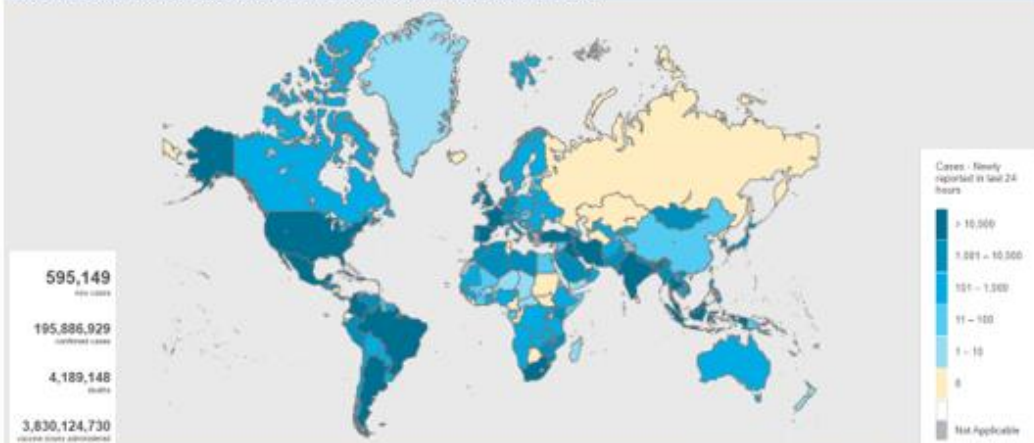 Cases - Newly
reported in last 24
hours
> 10,000
1,001 – 10,000
101 – 1,000
11 – 100
1 – 10
0
Not Applicable
595,149
new cases
195,886,929
confirmed cases
4,189,148
deaths
3,830,124,730
vaccine doses administered